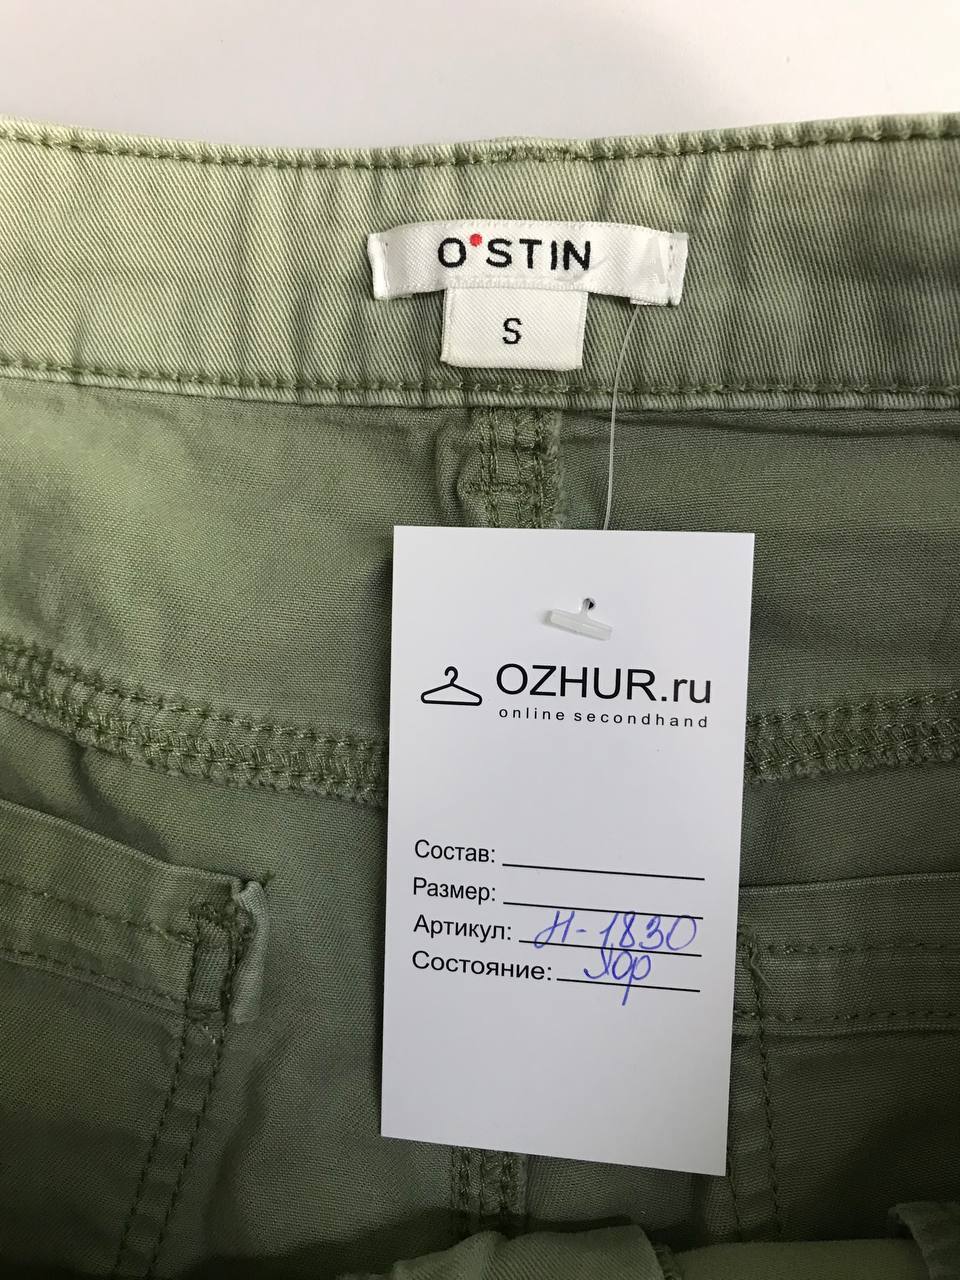 O'STIN
S
OZHUR.ru
online secondhand
Состав:
Размер:
Артикул: Н-1830
Состояние: Хор